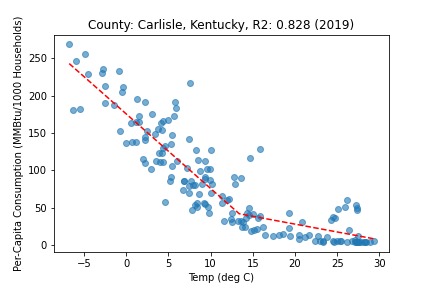 County: Carlisle, Kentucky, R2: 0.828 (2019)
Per-Capita Consumption (MMBtu/1000 Households)
250
200
150
100
50
0
−5 0 5 10 15 20 25 30
Temp (deg C)